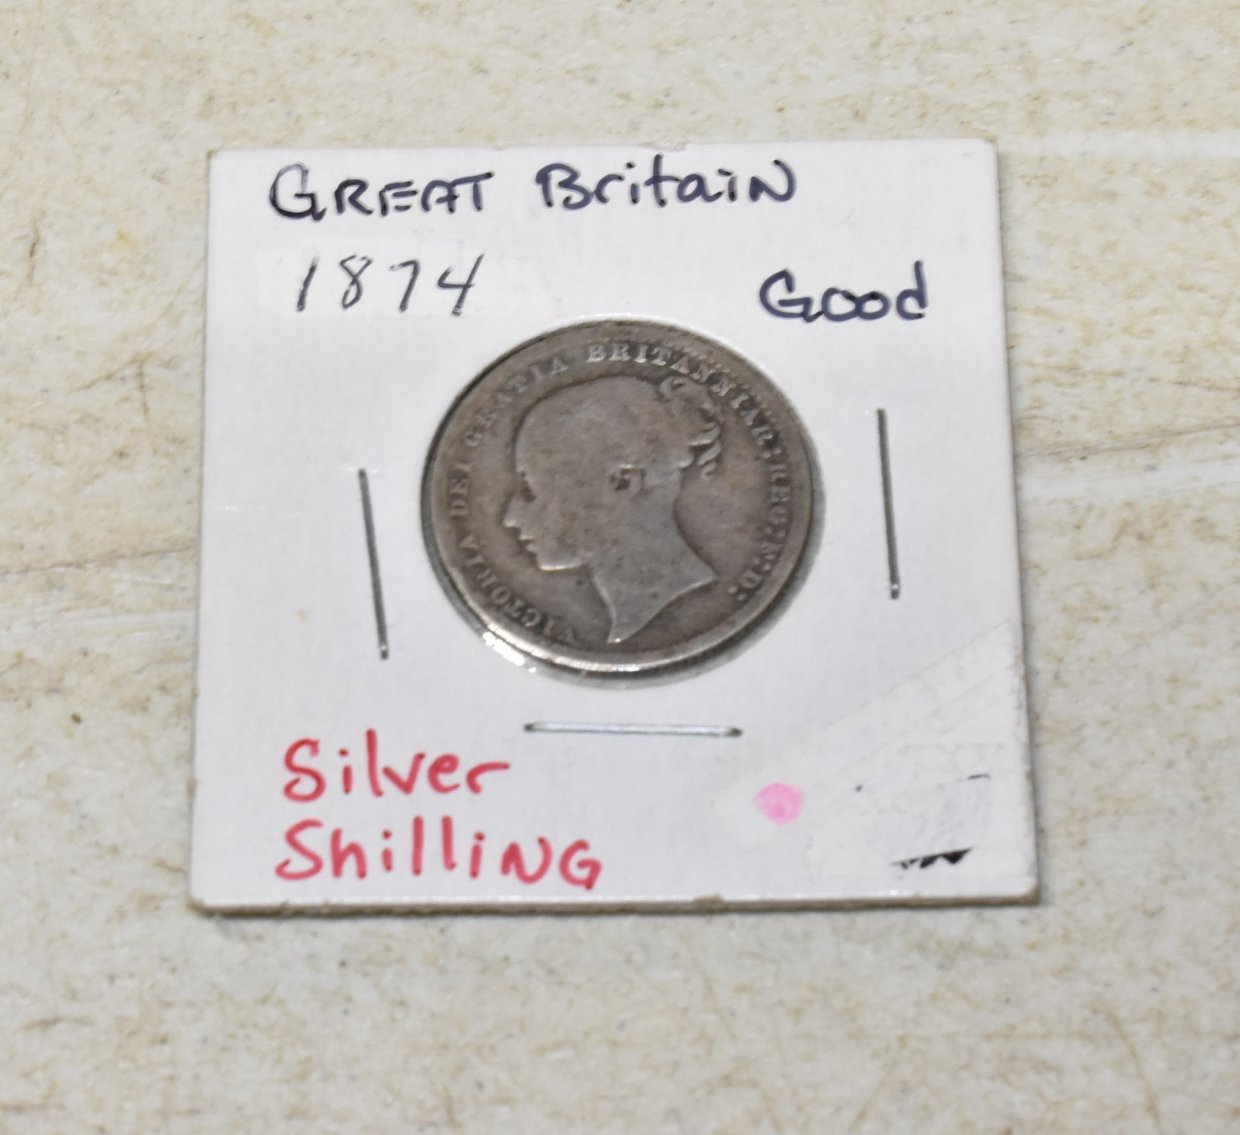 GREAT Britain
1874
Good
VICTORIA DEI GRATIA BRITANNIAR: REG: F: D:
Silver
Shilling